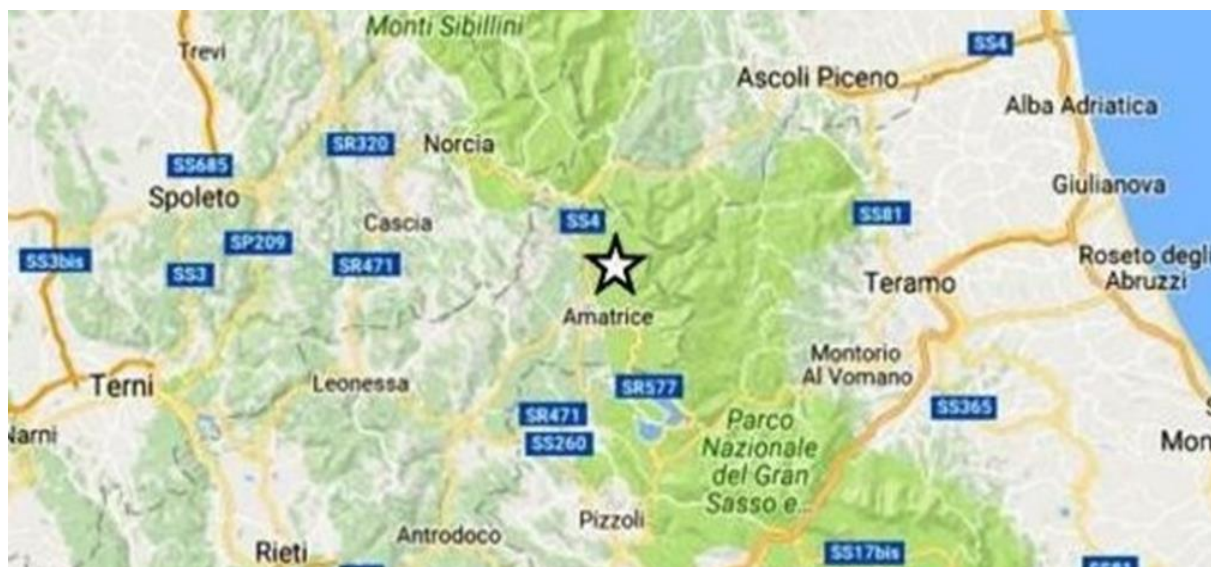 Monti Sibillini
SS4
Trevi
Ascoli Piceno
Alba Adriatica
SR320
Norcia
SS685
Spoleto
Giulianova
Cascia
SS4
SS81
SP209
SS3bis
SS3
SR471
Roseto degli
Abruzzi
Teramo
Amatrice
Montorio
Al Vomano
Terni
Leonessa
SR577
SR471
SS365
Parco
Nazionale
del Gran
Sasso e...
Narni
SS260
Mon
Pizzoli
Antrodoco
Rieti
SS17bis